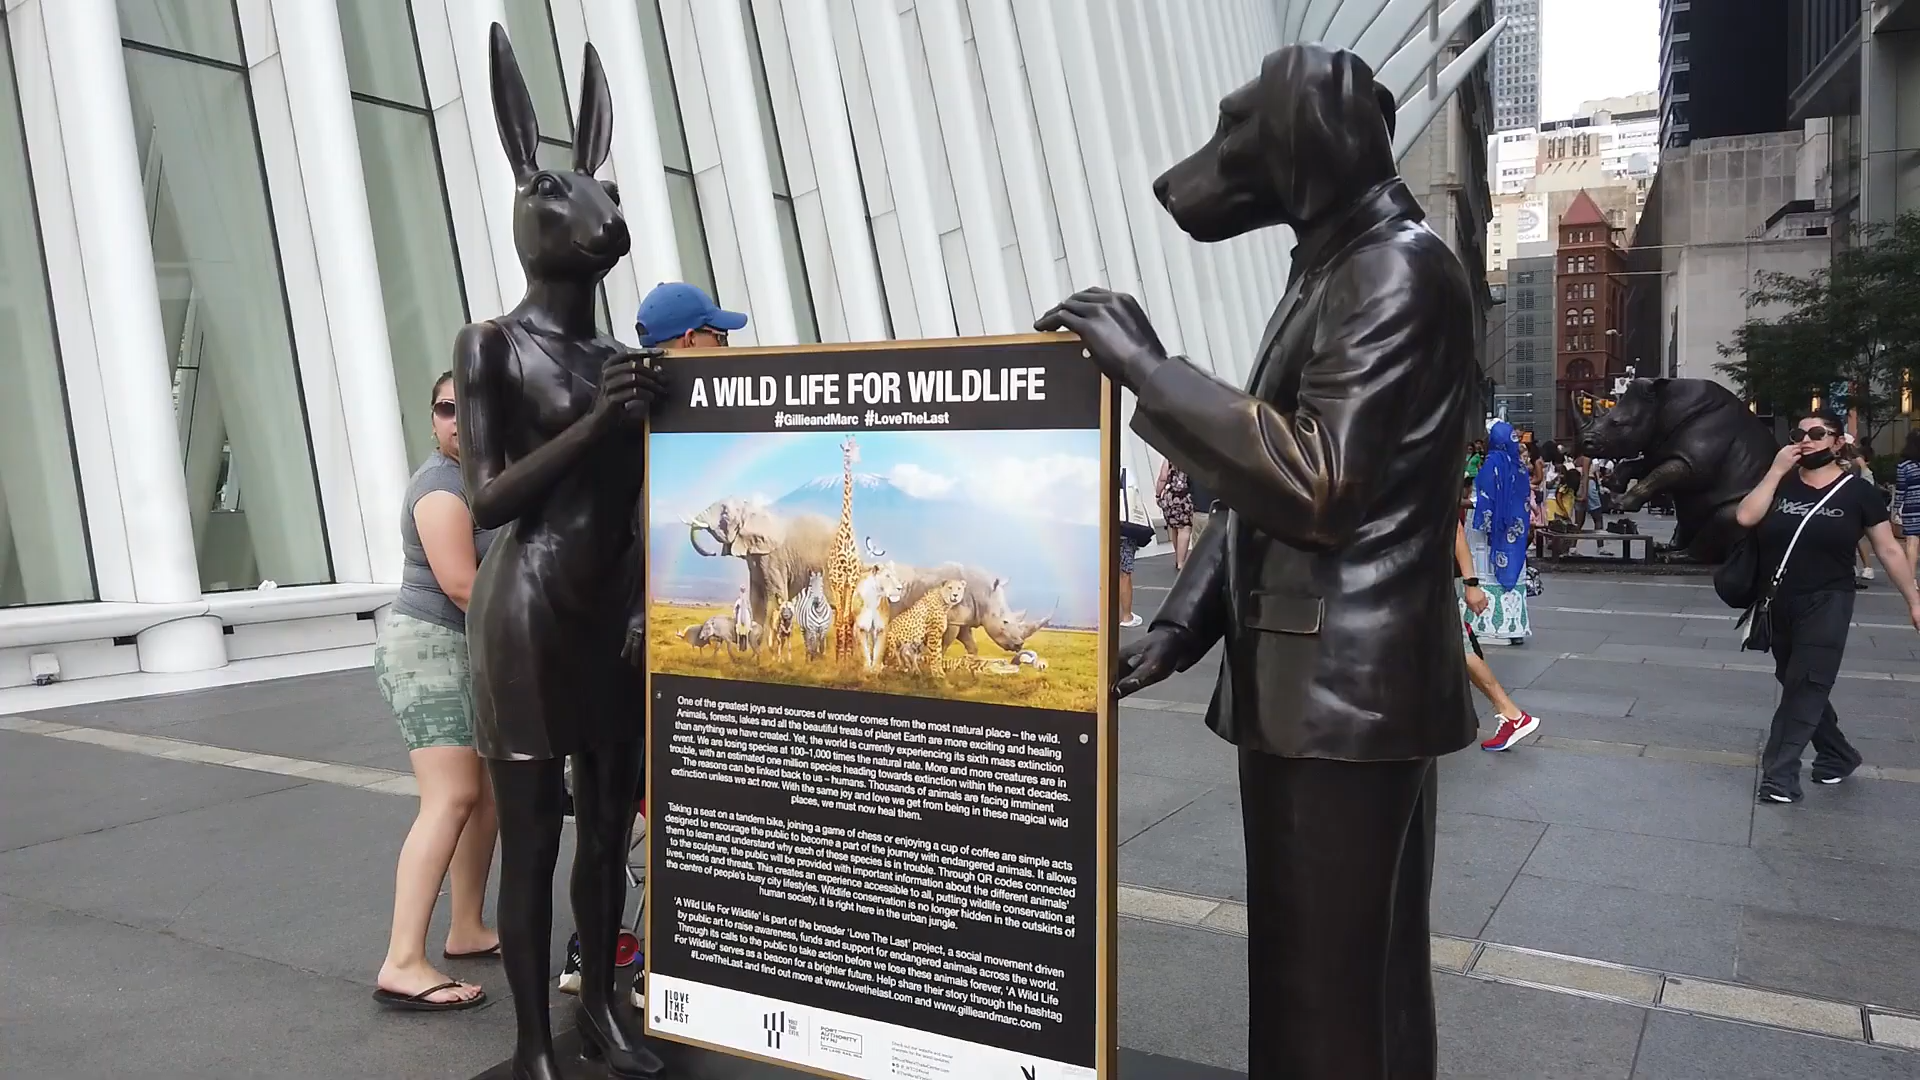 A WILD LIFE FOR WILDLIFE
#GillieandMarc #LoveTheLast
One of the greatest joys and sources of wonder comes from the most natural place – the wild.
Animals, forests, lakes and all the beautiful treats of planet Earth are more exciting and healing
than anything we have created. Yet, the world is currently experiencing its sixth mass extinction
event. We are losing species at 100–1,000 times the natural rate. More and more creatures are in
trouble, with an estimated one million species heading towards extinction within the next decades.
The reasons can be linked back to us – humans. Thousands of animals are facing imminent
extinction unless we act now. With the same joy and love we get from being in these magical wild
places, we must now heal them.
Taking a seat on a tandem bike, joining a game of chess or enjoying a cup of coffee are simple acts
designed to encourage the public to become a part of the journey with endangered animals. It allows
them to learn and understand why each of these species is in trouble. Through QR codes connected
to the sculpture, the public will be provided with important information about the different animals'
lives, needs and threats. This creates an experience accessible to all, putting wildlife conservation at
the centre of people's busy city lifestyles. Wildlife conservation is no longer hidden in the outskirts of
human society, it is right here in the urban jungle.
'A Wild Life For Wildlife' is part of the broader 'Love The Last' project, a social movement driven
by public art to raise awareness, funds and support for endangered animals across the world.
Through its calls to the public to take action before we lose these animals forever, 'A Wild Life
For Wildlife' serves as a beacon for a brighter future. Help share their story through the hashtag
#LoveTheLast and find out more at www.lovethelast.com and www.gillieandmarc.com
LOVE
THE
LAST
PORT
AUTHORITY
NY NJ